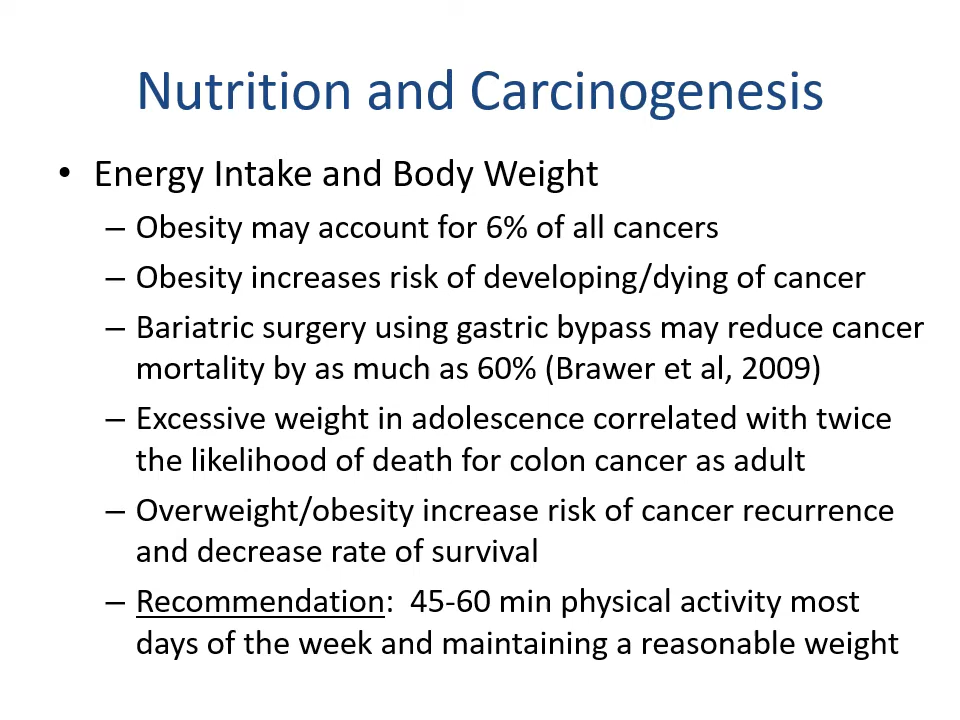 Nutrition and Carcinogenesis
• Energy Intake and Body Weight
– Obesity may account for 6% of all cancers
– Obesity increases risk of developing/dying of cancer
– Bariatric surgery using gastric bypass may reduce cancer
mortality by as much as 60% (Brawer et al, 2009)
– Excessive weight in adolescence correlated with twice
the likelihood of death for colon cancer as adult
– Overweight/obesity increase risk of cancer recurrence
and decrease rate of survival
– Recommendation:  45-60 min physical activity most
days of the week and maintaining a reasonable weight